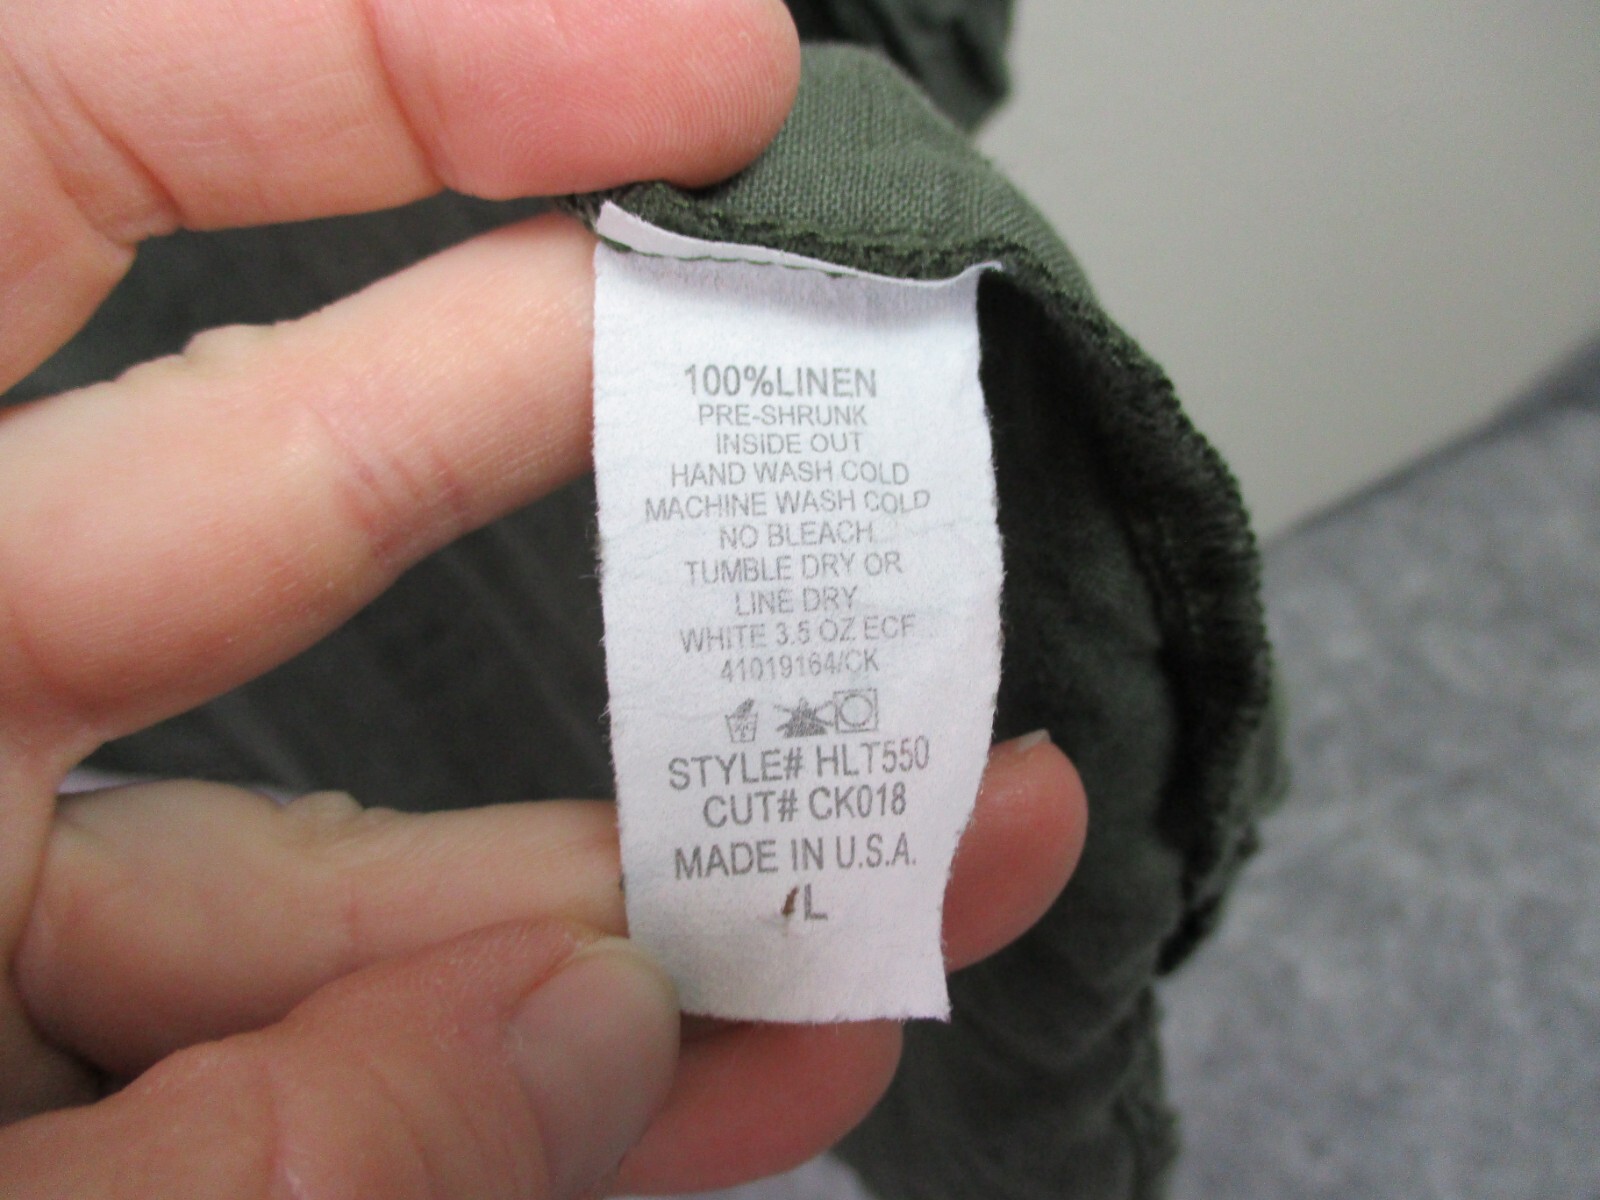 100%LINEN
PRE-SHRUNK
INSIDE OUT
HAND WASH COLD
MACHINE WASH COLD
NO BLEACH
TUMBLE DRY OR
LINE DRY
WHITE 3.5 OZ ECF
41019164/CK
STYLE# HLT550
CUT# CK018
MADE IN U.S.A.
L